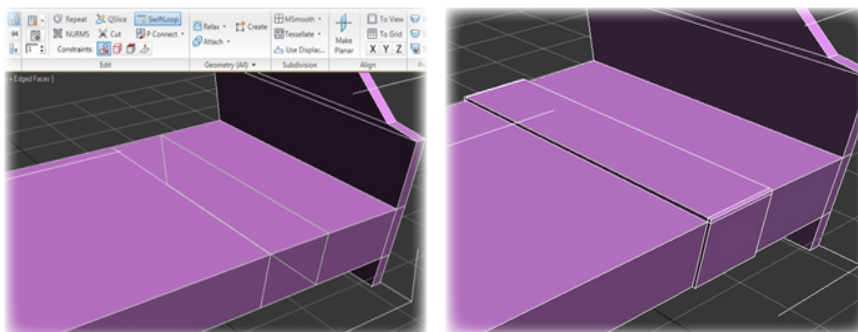 Repeat QSlice SwiftLoop
NURMS Cut P Connect
Constraints:
Edit
Relax Create
Attach
Geometry (All)
MSmooth
Tessellate
Use Displac...
Subdivision
Make
Planar
To View
To Grid
X Y Z
Align
Edged Faces ]